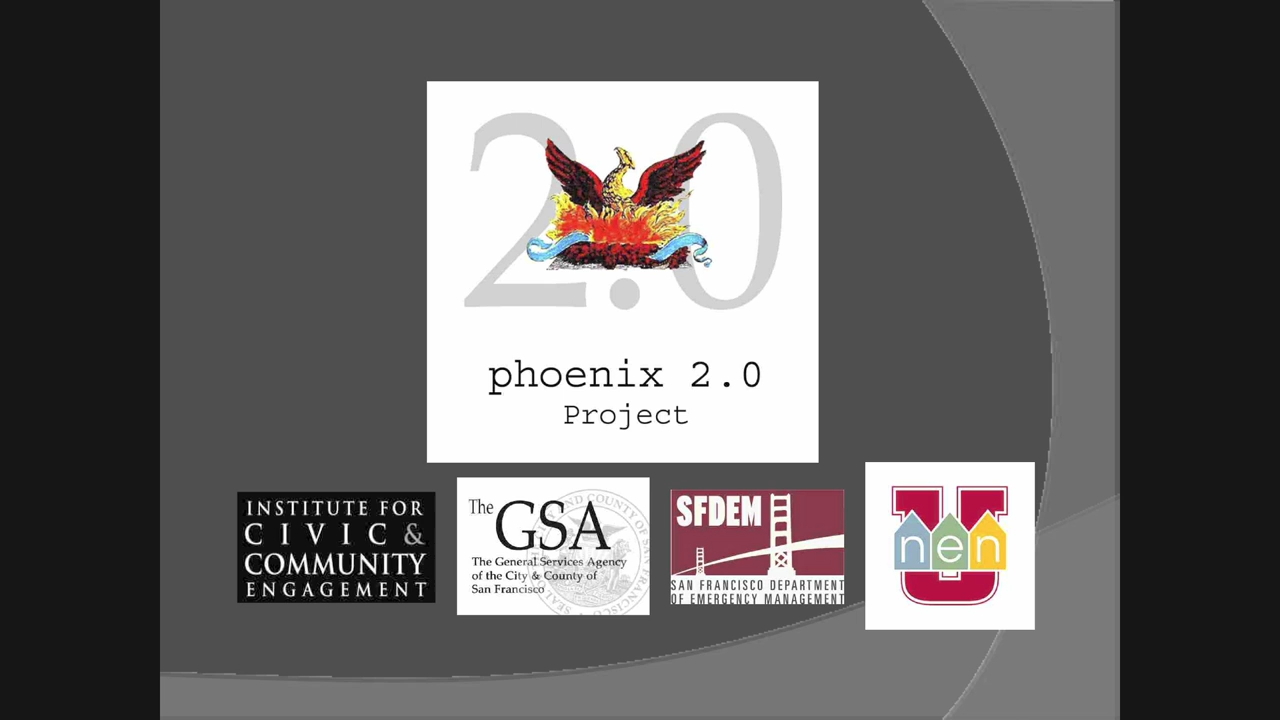 2.0
phoenix 2.0
Project
INSTITUTE FOR
CIVIC &
COMMUNITY
ENGAGEMENT
The
GSA
The General Services Agency
of the City & County of
San Francisco
SFDEM
SAN FRANCISCO DEPARTMENT
OF EMERGENCY MANAGEMENT
U
nen